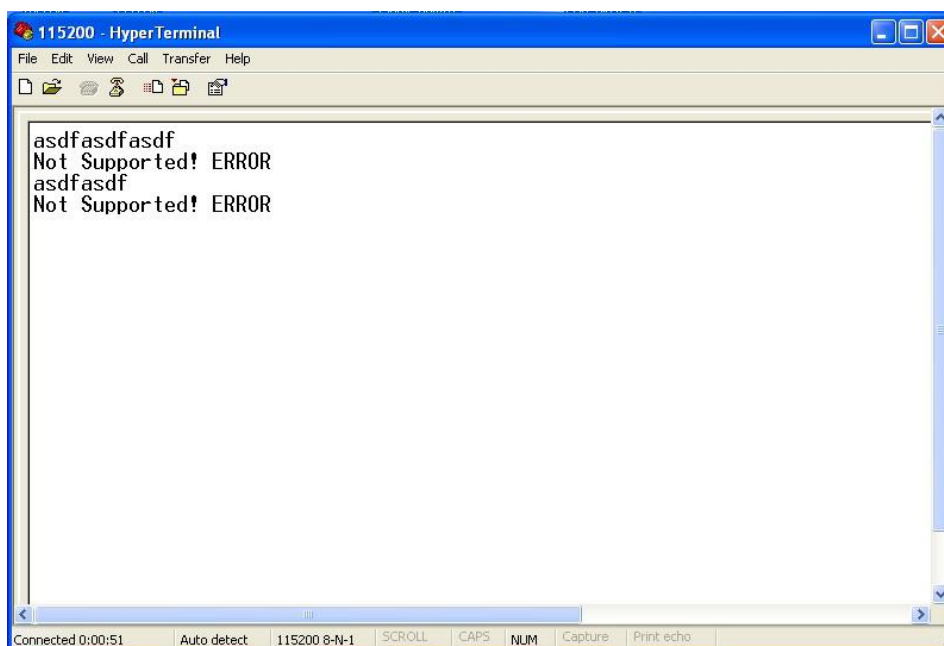 115200 - HyperTerminal
File Edit View Call Transfer Help
asdfasdfasdf
Not Supported! ERROR
asdfasdf
Not Supported! ERROR
Connected 0:00:51 Auto detect 115200 8-N-1 SCROLL CAPS NUM Capture Print echo